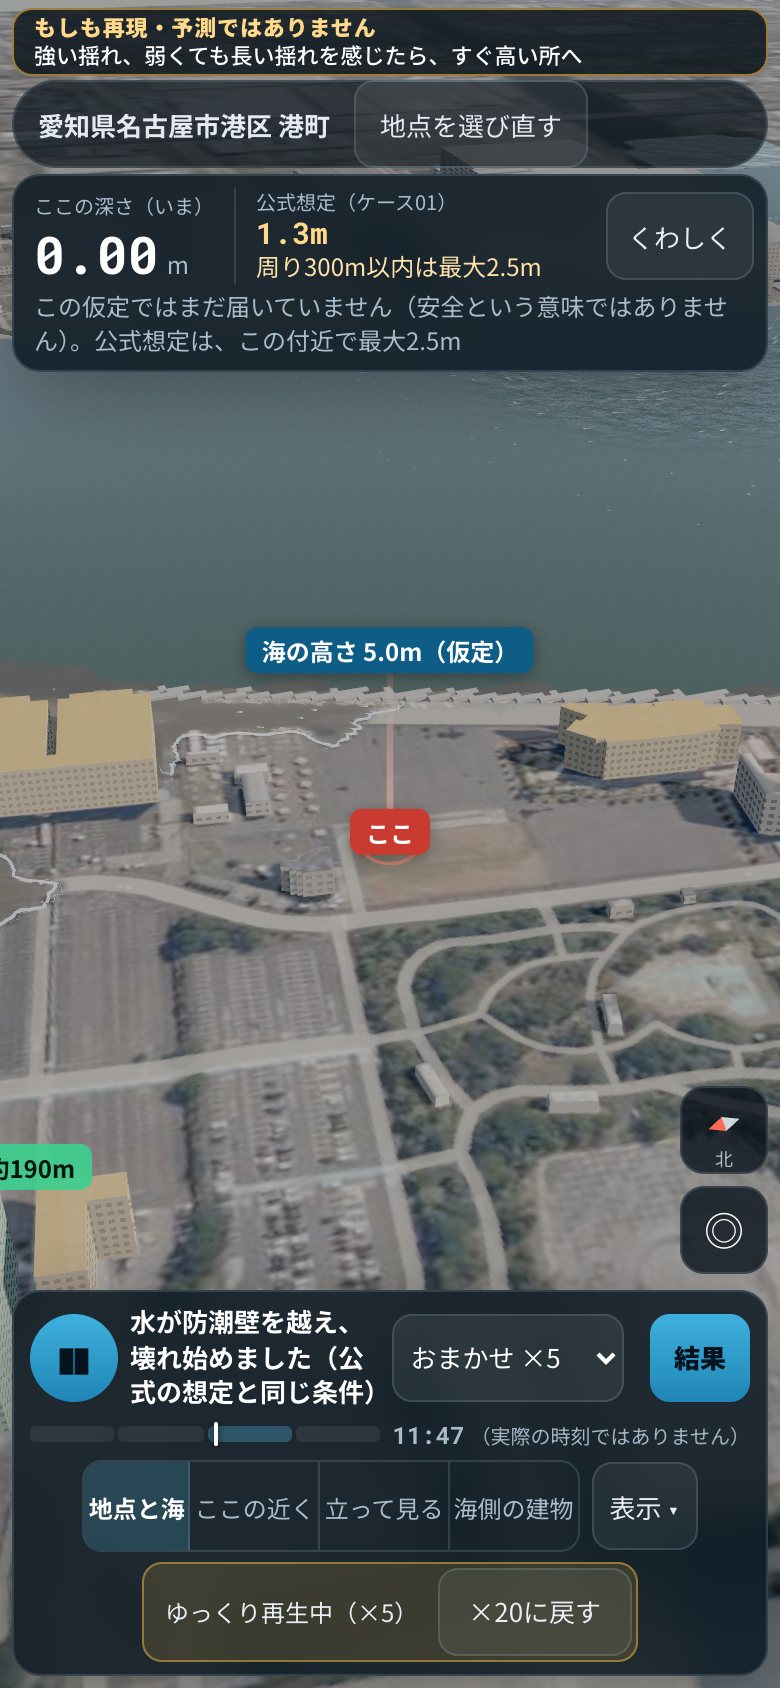 もしも再現・予測ではありません
強い揺れ、弱くても長い揺れを感じたら、すぐ高い所へ
愛知県名古屋市港区 港町
地点を選び直す
ここの深さ（いま）
0.00 m
公式想定（ケース01）
1.3m
周り300m以内は最大2.5m
くわしく
この仮定ではまだ届いていません（安全という意味ではありませ
ん）。公式想定は、この付近で最大2.5m
海の高さ 5.0m（仮定）
ここ
約190m
北
水が防潮壁を越え、
壊れ始めました（公
式の想定と同じ条件）
おまかせ ×5
結果
11:47 （実際の時刻ではありません）
地点と海
ここの近く
立って見る
海側の建物
表示 ▾
ゆっくり再生中（×5）
×20に戻す